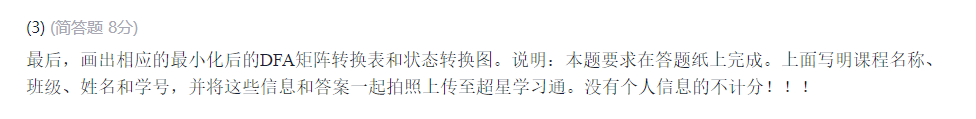 (3) (简答题 8分)
最后，画出相应的最小化后的DFA矩阵转换表和状态转换图。说明：本题要求在答题纸上完成。上面写明课程名称、
班级、姓名和学号，并将这些信息和答案一起拍照上传至超星学习通。没有个人信息的不计分！！！